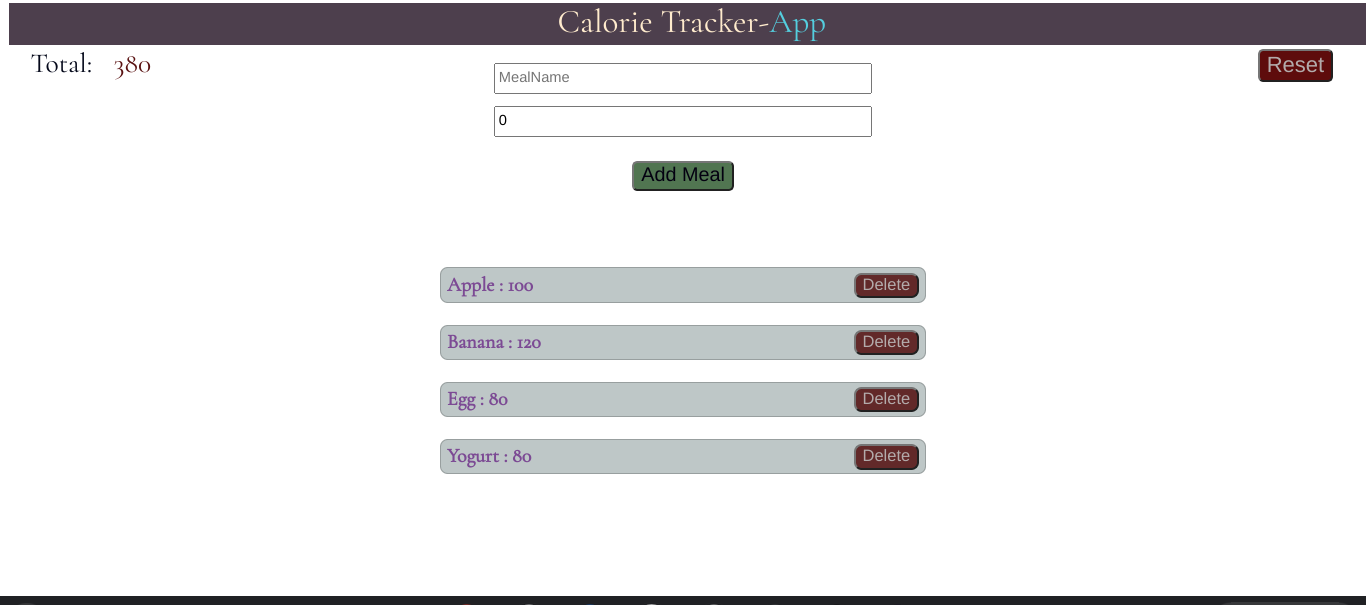 Calorie Tracker-App
Total: 380
Reset
MealName
0
Add Meal
Apple : 100 Delete
Banana : 120 Delete
Egg : 80 Delete
Yogurt : 80 Delete